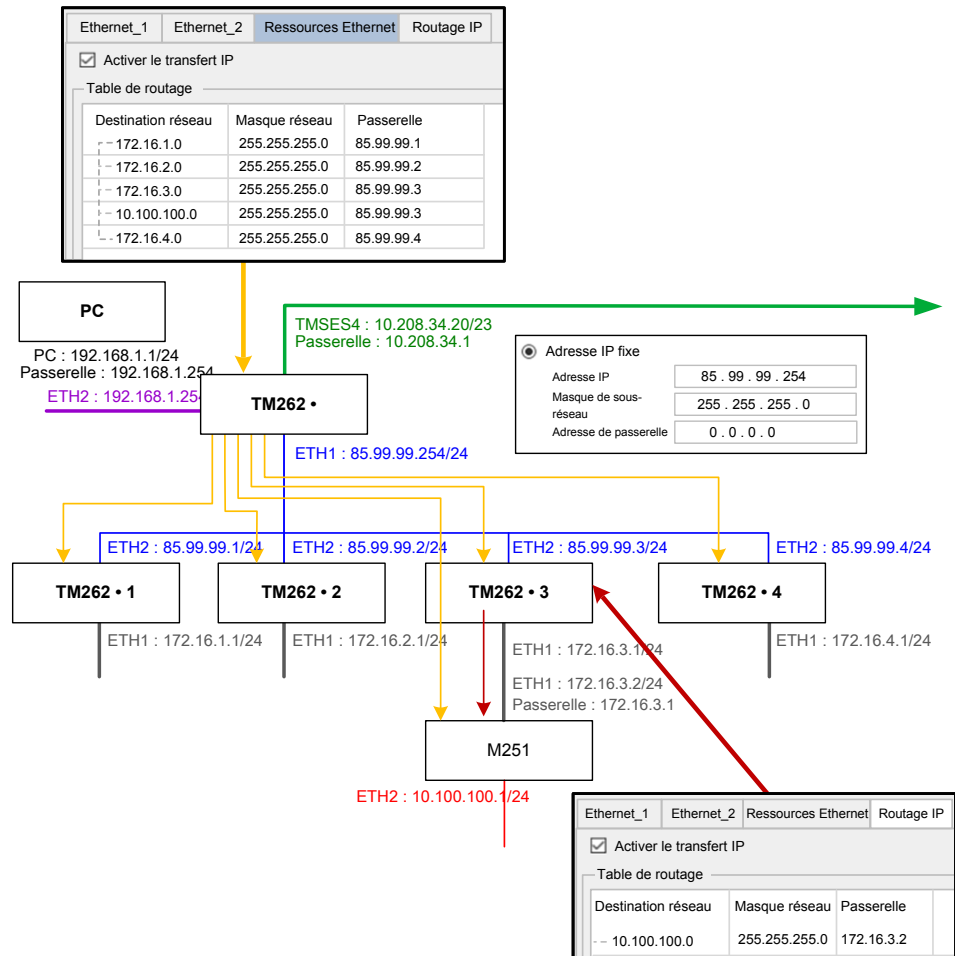 Ethernet_1 Ethernet_2 Ressources Ethernet Routage IP
Activer le transfert IP
Table de routage
Destination réseau Masque réseau Passerelle
172.16.1.0 255.255.255.0 85.99.99.1
172.16.2.0 255.255.255.0 85.99.99.2
172.16.3.0 255.255.255.0 85.99.99.3
10.100.100.0 255.255.255.0 85.99.99.3
172.16.4.0 255.255.255.0 85.99.99.4
PC
PC : 192.168.1.1/24
Passerelle : 192.168.1.254
ETH2 : 192.168.1.254
TM262 •
TMSES4 : 10.208.34.20/23
Passerelle : 10.208.34.1
Adresse IP fixe
Adresse IP 85 . 99 . 99 . 254
Masque de sous-
réseau 255 . 255 . 255 . 0
Adresse de passerelle 0 . 0 . 0 . 0
ETH1 : 85.99.99.254/24
ETH2 : 85.99.99.1/24 ETH2 : 85.99.99.2/24 ETH2 : 85.99.99.3/24 ETH2 : 85.99.99.4/24
TM262 • 1 TM262 • 2 TM262 • 3 TM262 • 4
ETH1 : 172.16.1.1/24 ETH1 : 172.16.2.1/24 ETH1 : 172.16.3.1/24 ETH1 : 172.16.4.1/24
ETH1 : 172.16.3.2/24
Passerelle : 172.16.3.1
M251
ETH2 : 10.100.100.1/24
Ethernet_1 Ethernet_2 Ressources Ethernet Routage IP
Activer le transfert IP
Table de routage
Destination réseau Masque réseau Passerelle
10.100.100.0 255.255.255.0 172.16.3.2